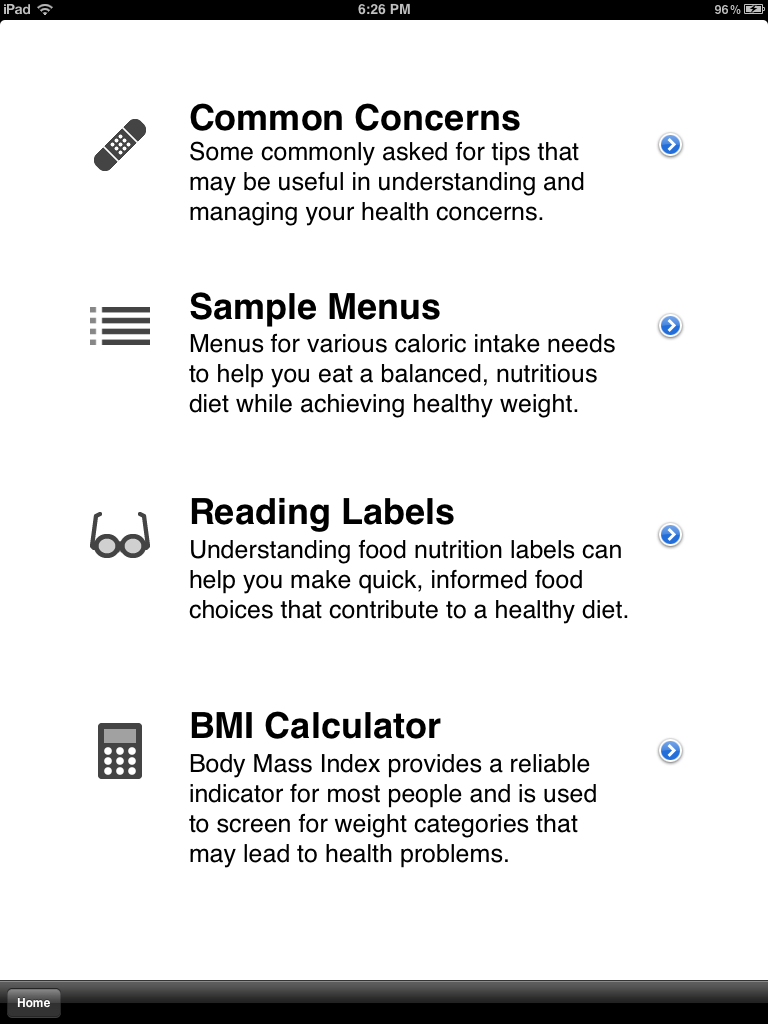 iPad 6:26 PM 96%
Common Concerns
Some commonly asked for tips that
may be useful in understanding and
managing your health concerns.
Sample Menus
Menus for various caloric intake needs
to help you eat a balanced, nutritious
diet while achieving healthy weight.
Reading Labels
Understanding food nutrition labels can
help you make quick, informed food
choices that contribute to a healthy diet.
BMI Calculator
Body Mass Index provides a reliable
indicator for most people and is used
to screen for weight categories that
may lead to health problems.
Home